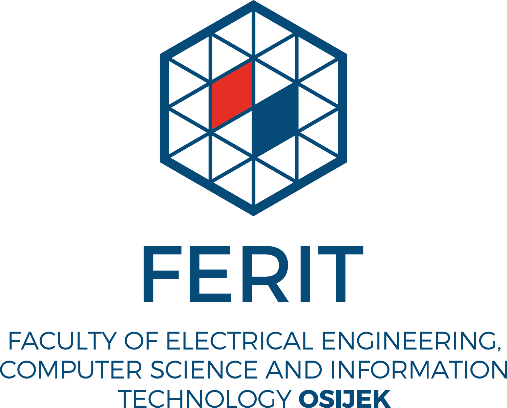 FERIT
FACULTY OF ELECTRICAL ENGINEERING,
COMPUTER SCIENCE AND INFORMATION
TECHNOLOGY OSIJEK